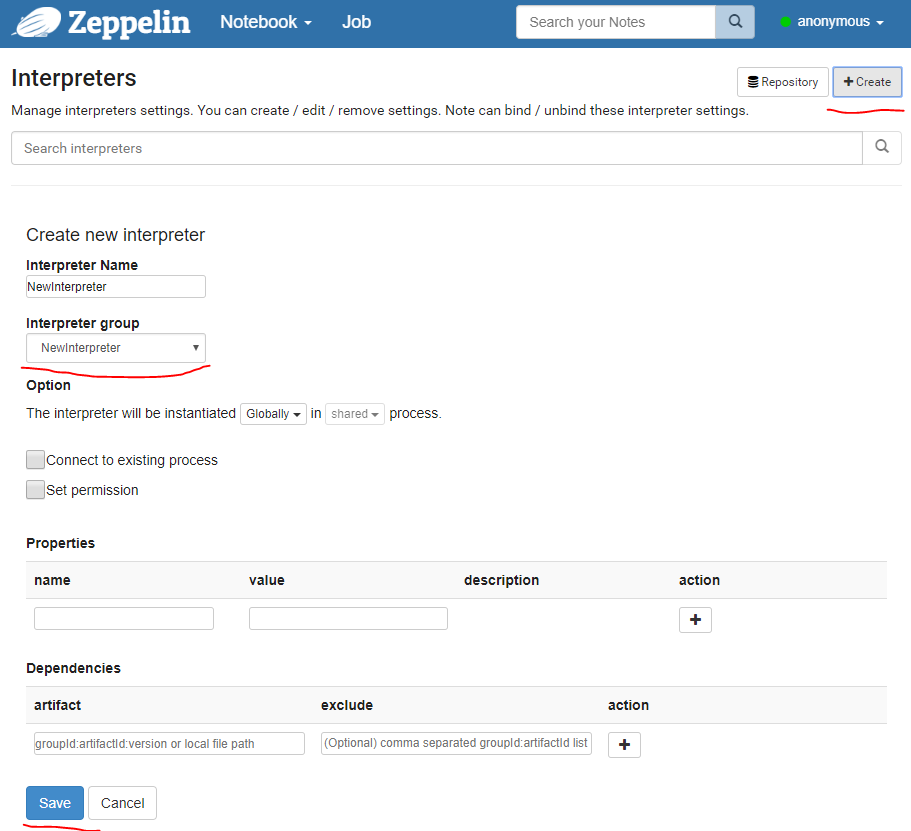 Zeppelin Notebook Job Search your Notes anonymous
Interpreters
Repository Create
Manage interpreters settings. You can create / edit / remove settings. Note can bind / unbind these interpreter settings.
Search interpreters
Create new interpreter
Interpreter Name
NewInterpreter
Interpreter group
NewInterpreter
Option
The interpreter will be instantiated Globally in shared process.
Connect to existing process
Set permission
Properties
name value description action
Dependencies
artifact exclude action
groupId:artifactId:version or local file path (Optional) comma separated groupId:artifactId list
Save Cancel